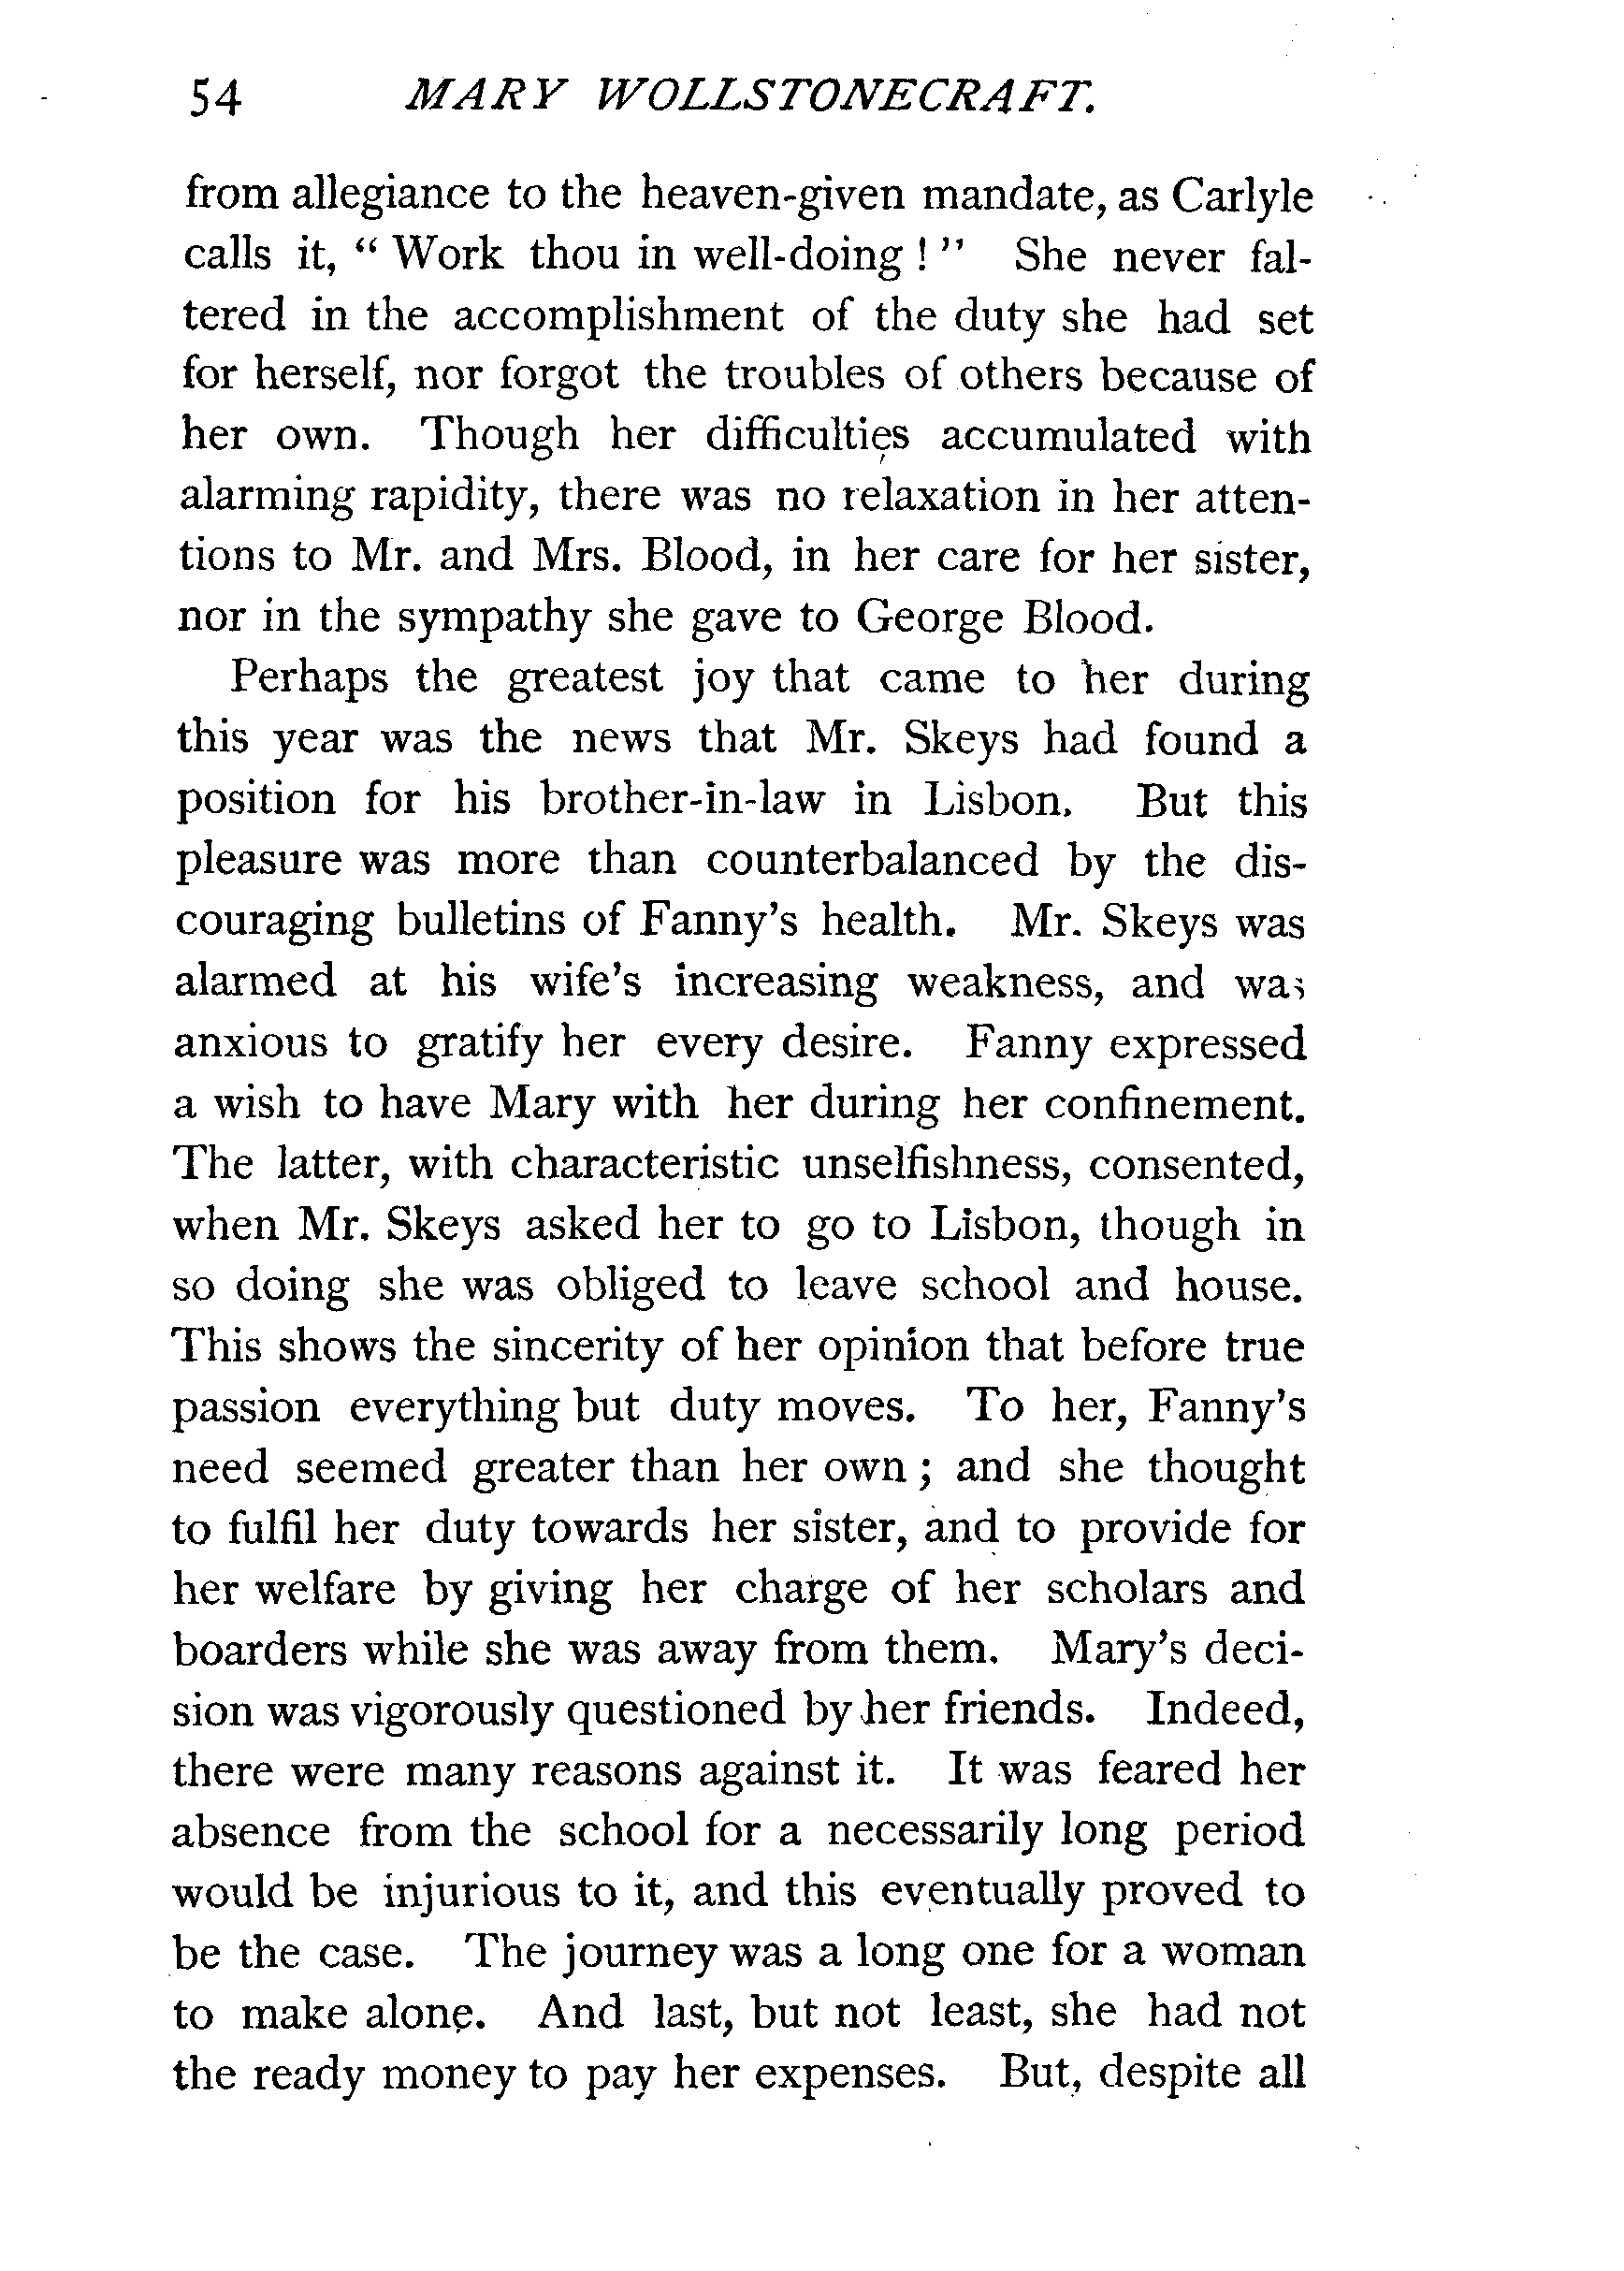 54 MARY WOLLSTONECRAFT.
from allegiance to the heaven-given mandate, as Carlyle
calls it, “ Work thou in well-doing ! ” She never fal-
tered in the accomplishment of the duty she had set
for herself, nor forgot the troubles of others because of
her own. Though her difficulties accumulated with
alarming rapidity, there was no relaxation in her atten-
tions to Mr. and Mrs. Blood, in her care for her sister,
nor in the sympathy she gave to George Blood.
Perhaps the greatest joy that came to her during
this year was the news that Mr. Skeys had found a
position for his brother-in-law in Lisbon. But this
pleasure was more than counterbalanced by the dis-
couraging bulletins of Fanny's health. Mr. Skeys was
alarmed at his wife's increasing weakness, and was
anxious to gratify her every desire. Fanny expressed
a wish to have Mary with her during her confinement.
The latter, with characteristic unselfishness, consented,
when Mr. Skeys asked her to go to Lisbon, though in
so doing she was obliged to leave school and house.
This shows the sincerity of her opinion that before true
passion everything but duty moves. To her, Fanny's
need seemed greater than her own ; and she thought
to fulfil her duty towards her sister, and to provide for
her welfare by giving her charge of her scholars and
boarders while she was away from them. Mary's deci-
sion was vigorously questioned by her friends. Indeed,
there were many reasons against it. It was feared her
absence from the school for a necessarily long period
would be injurious to it, and this eventually proved to
be the case. The journey was a long one for a woman
to make alone. And last, but not least, she had not
the ready money to pay her expenses. But, despite all